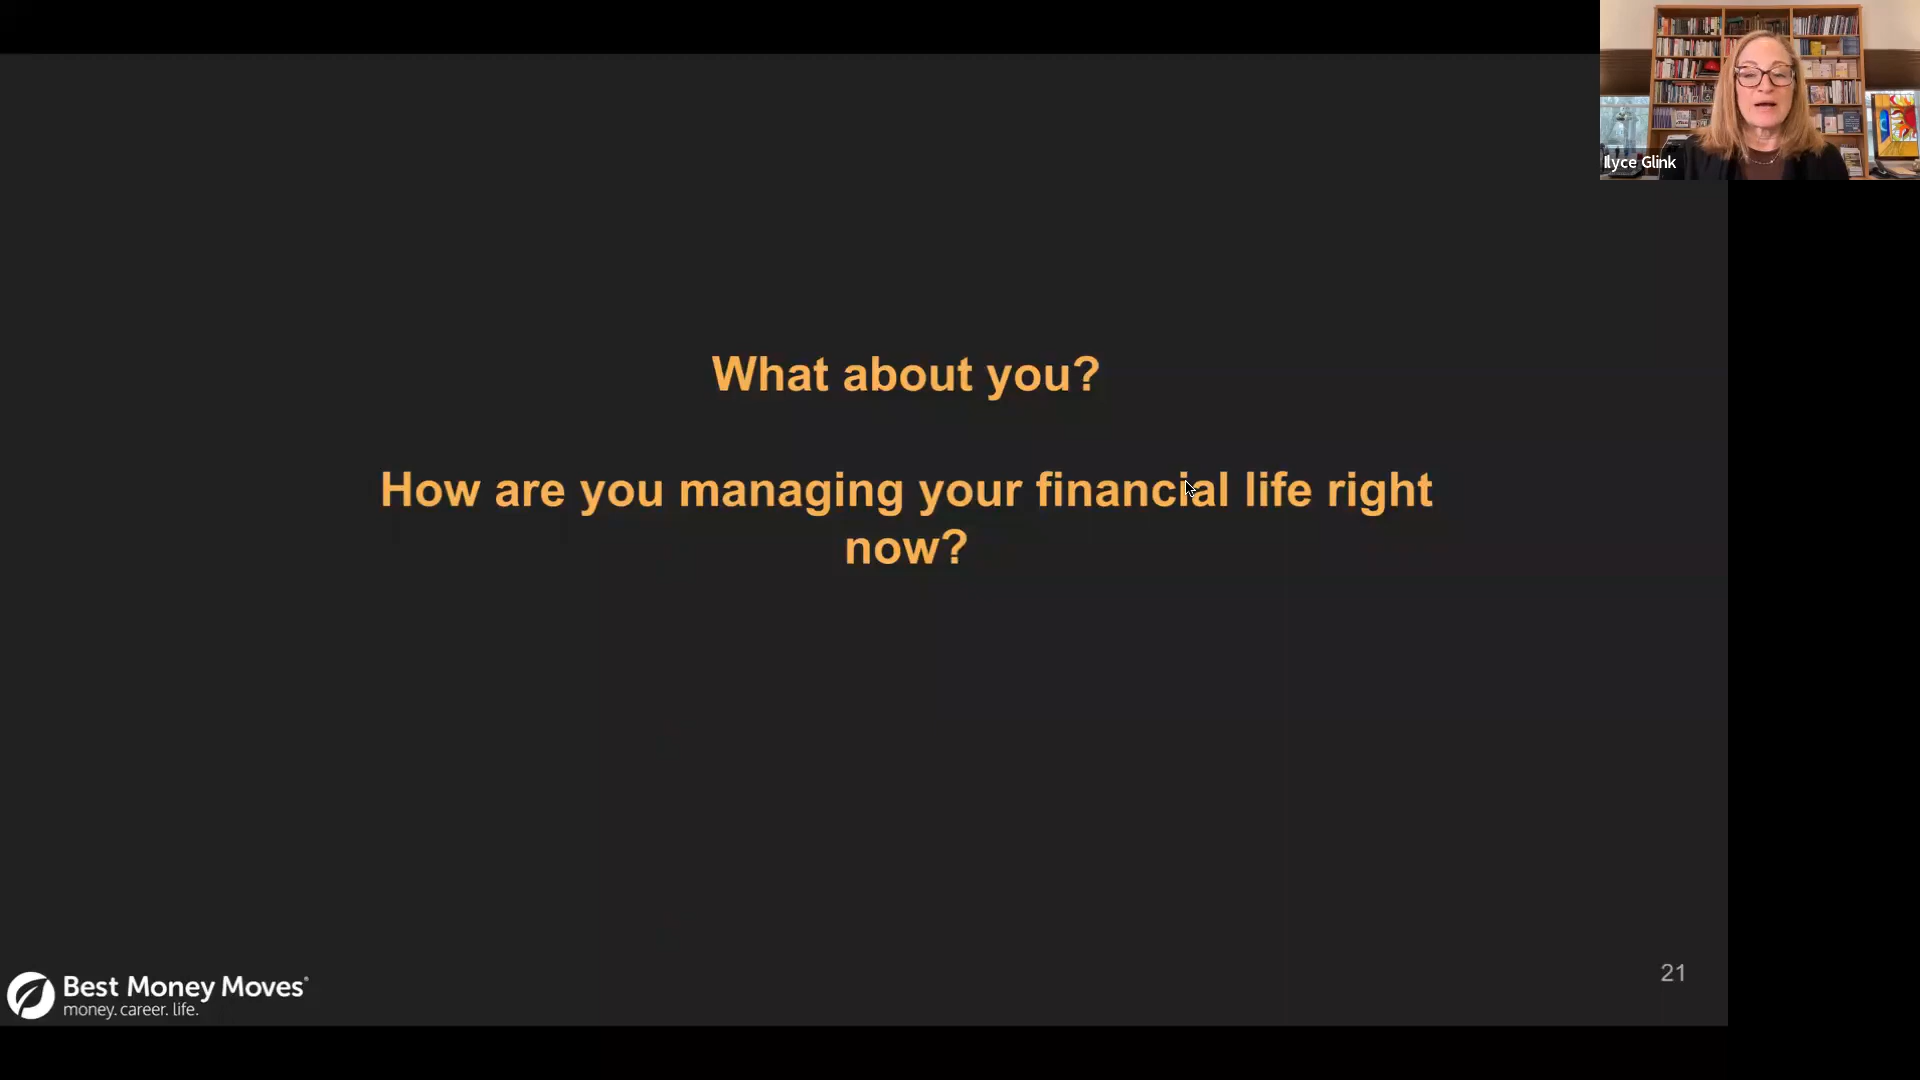 Ilyce Glink
What about you?
How are you managing your financial life right
now?
Best Money Moves®
money. career. life.
21